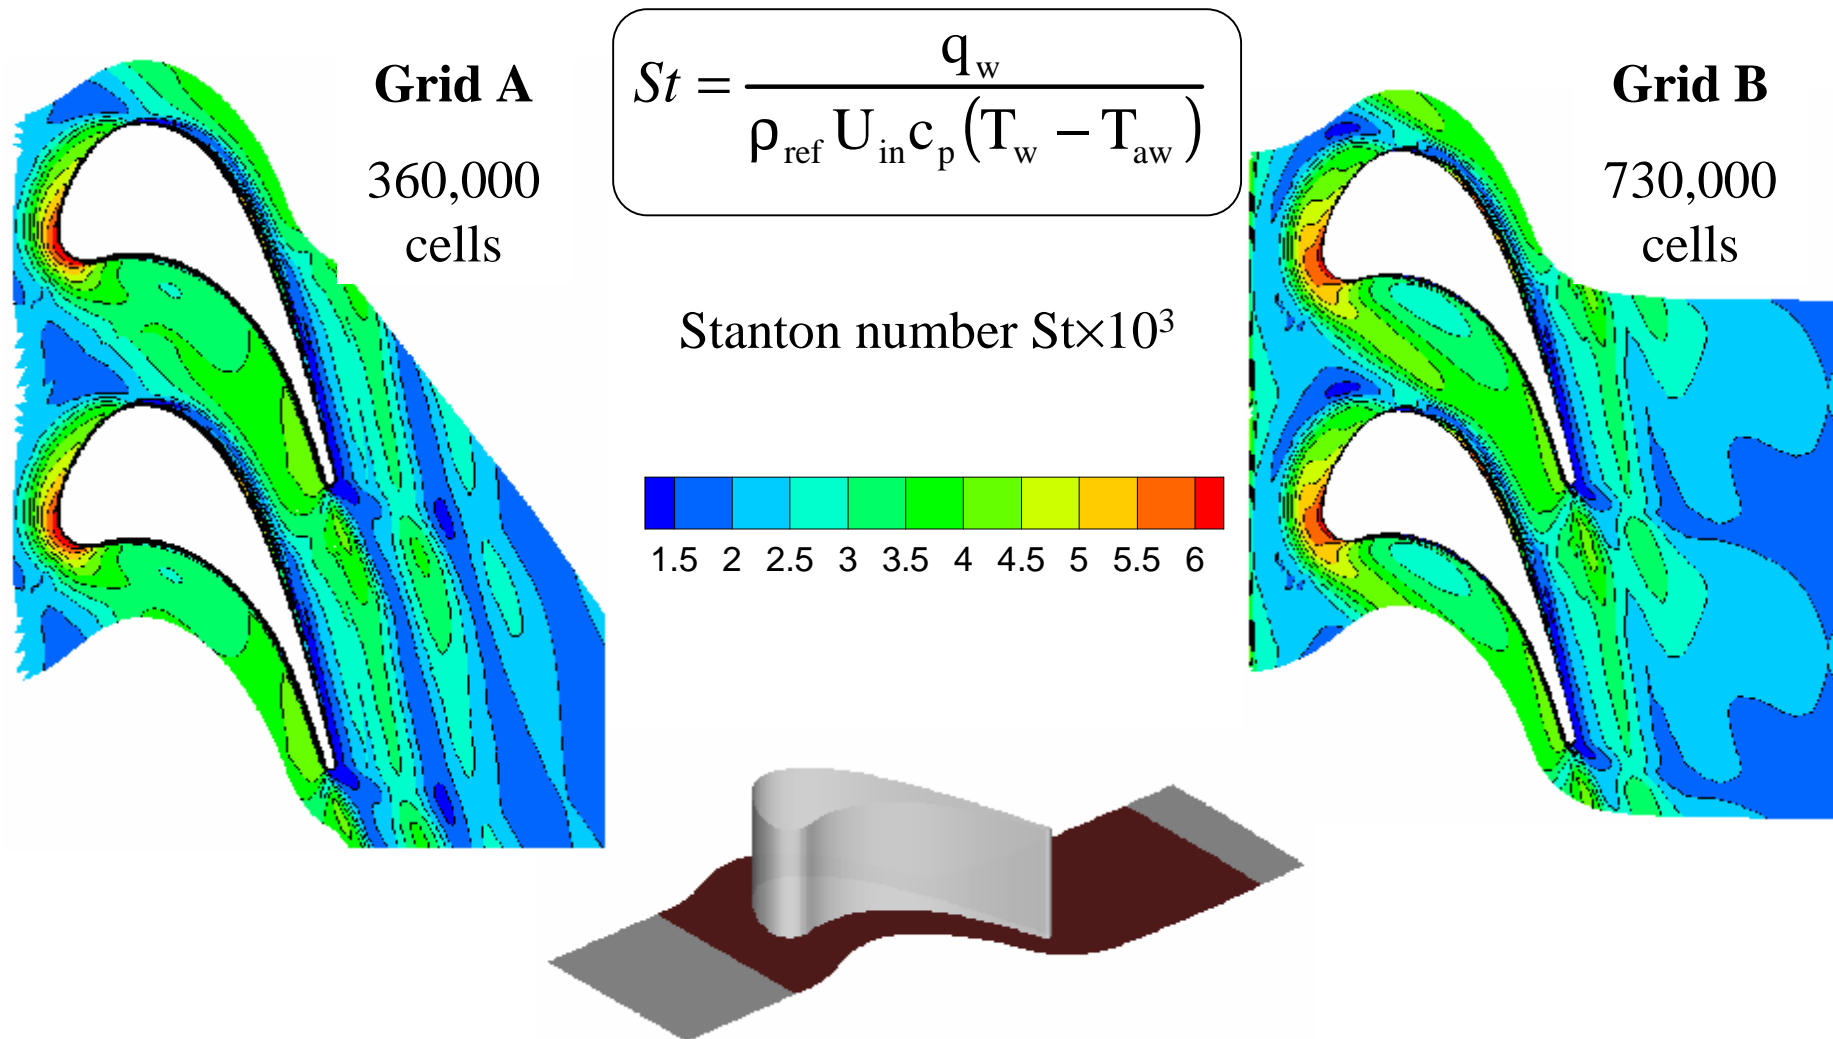 Grid A
360,000
cells
St = q_w / (ρ_ref U_in c_p (T_w − T_aw))
Grid B
730,000
cells
Stanton number St×10³
1.5 2 2.5 3 3.5 4 4.5 5 5.5 6